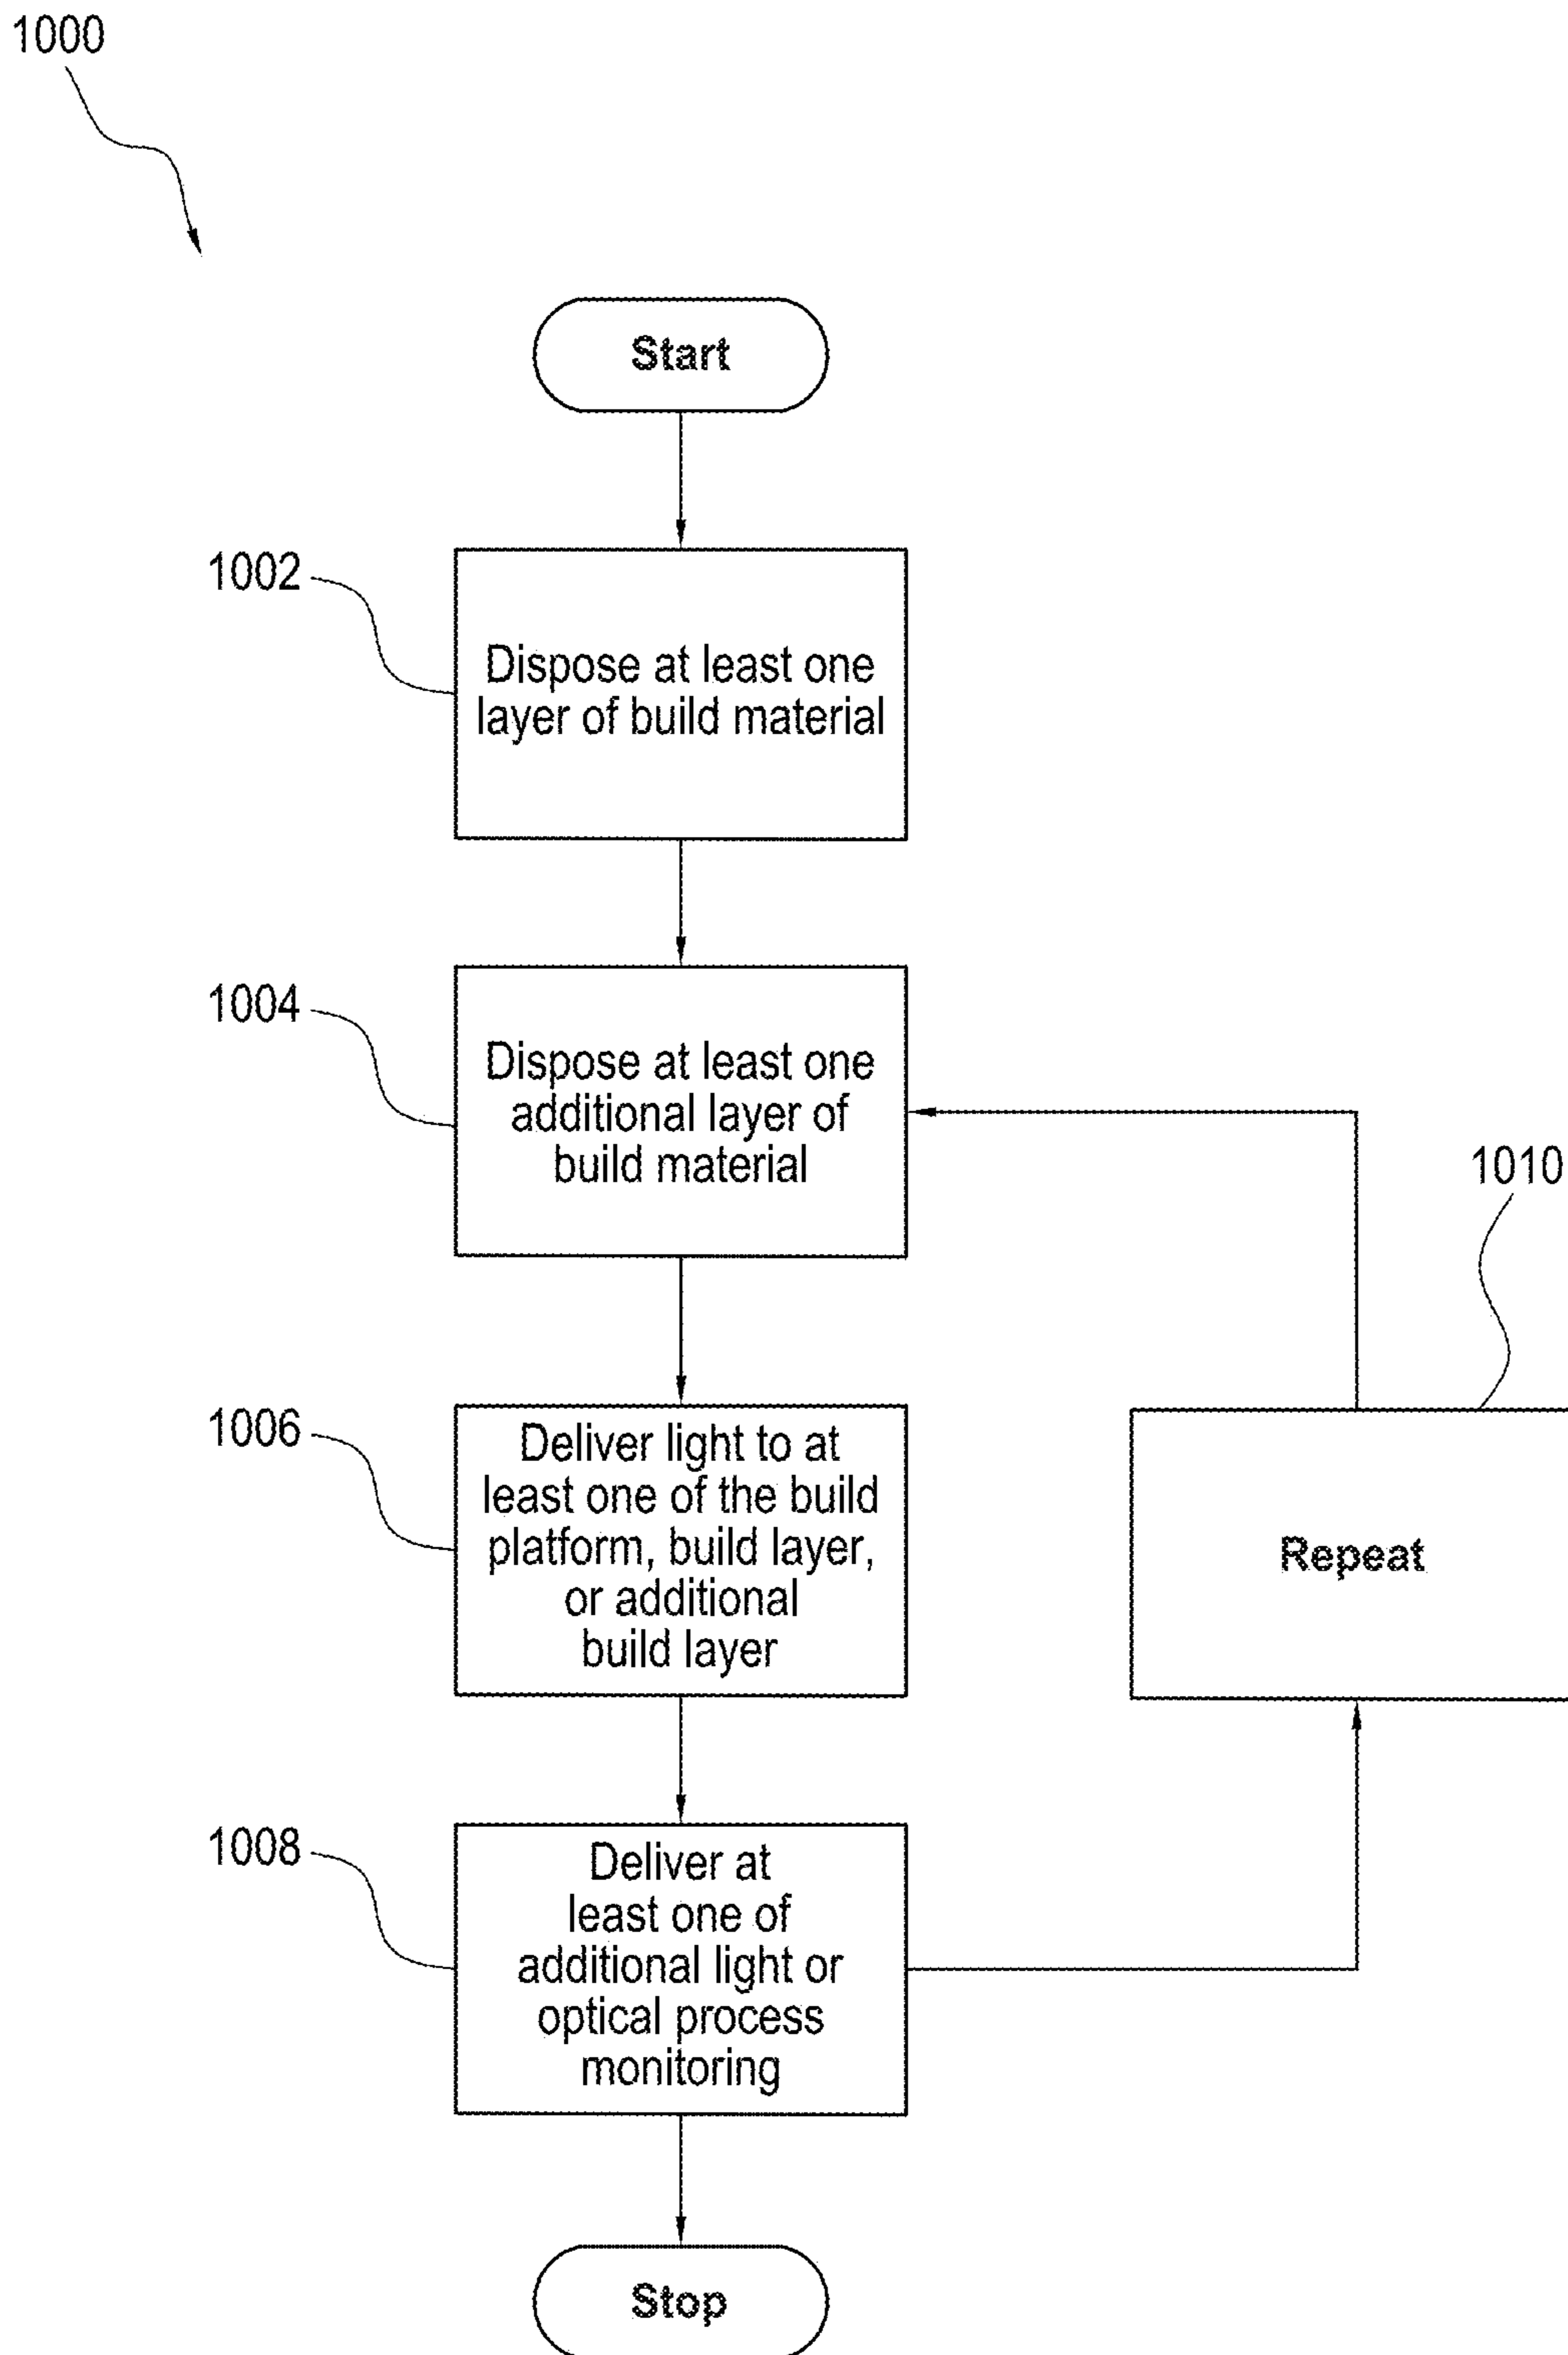 1000
Start
1002
Dispose at least one
layer of build material
1004
Dispose at least one
additional layer of
build material
1010
1006
Deliver light to at
least one of the build
platform, build layer,
or additional
build layer
Repeat
1008
Deliver at
least one of
additional light or
optical process
monitoring
Stop